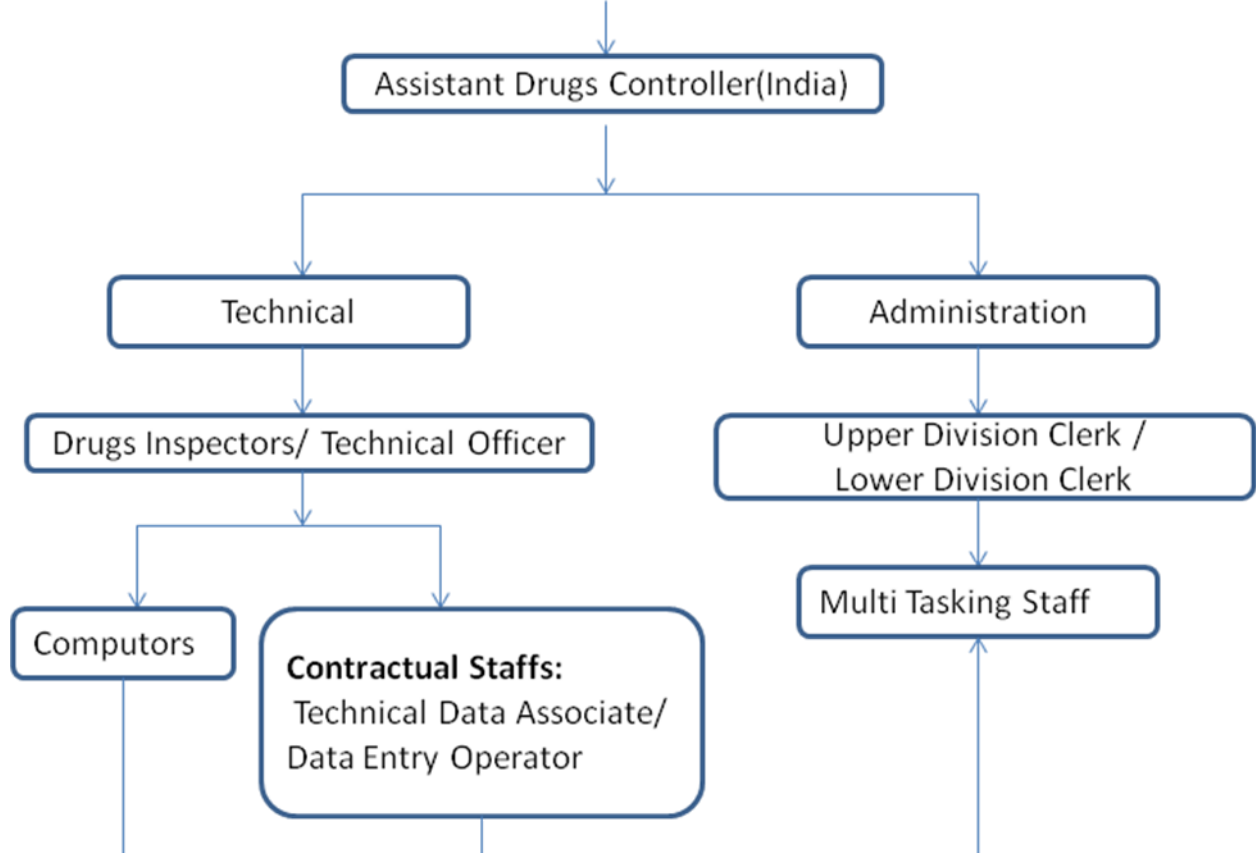 Assistant Drugs Controller(India)
Technical
Administration
Drugs Inspectors/ Technical Officer
Upper Division Clerk /
Lower Division Clerk
Computors
Contractual Staffs:
Technical Data Associate/
Data Entry Operator
Multi Tasking Staff